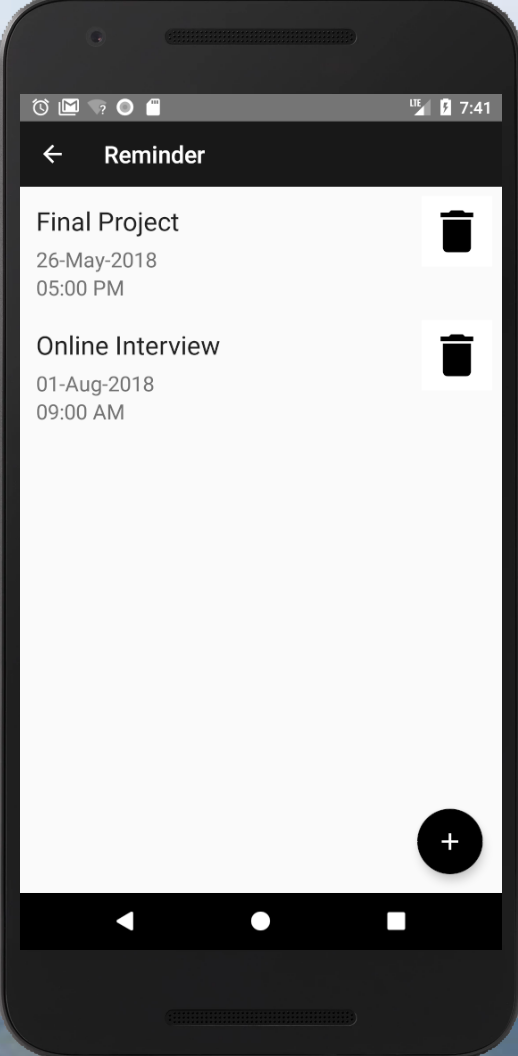 LTE 7:41
Reminder
Final Project
26-May-2018
05:00 PM
Online Interview
01-Aug-2018
09:00 AM